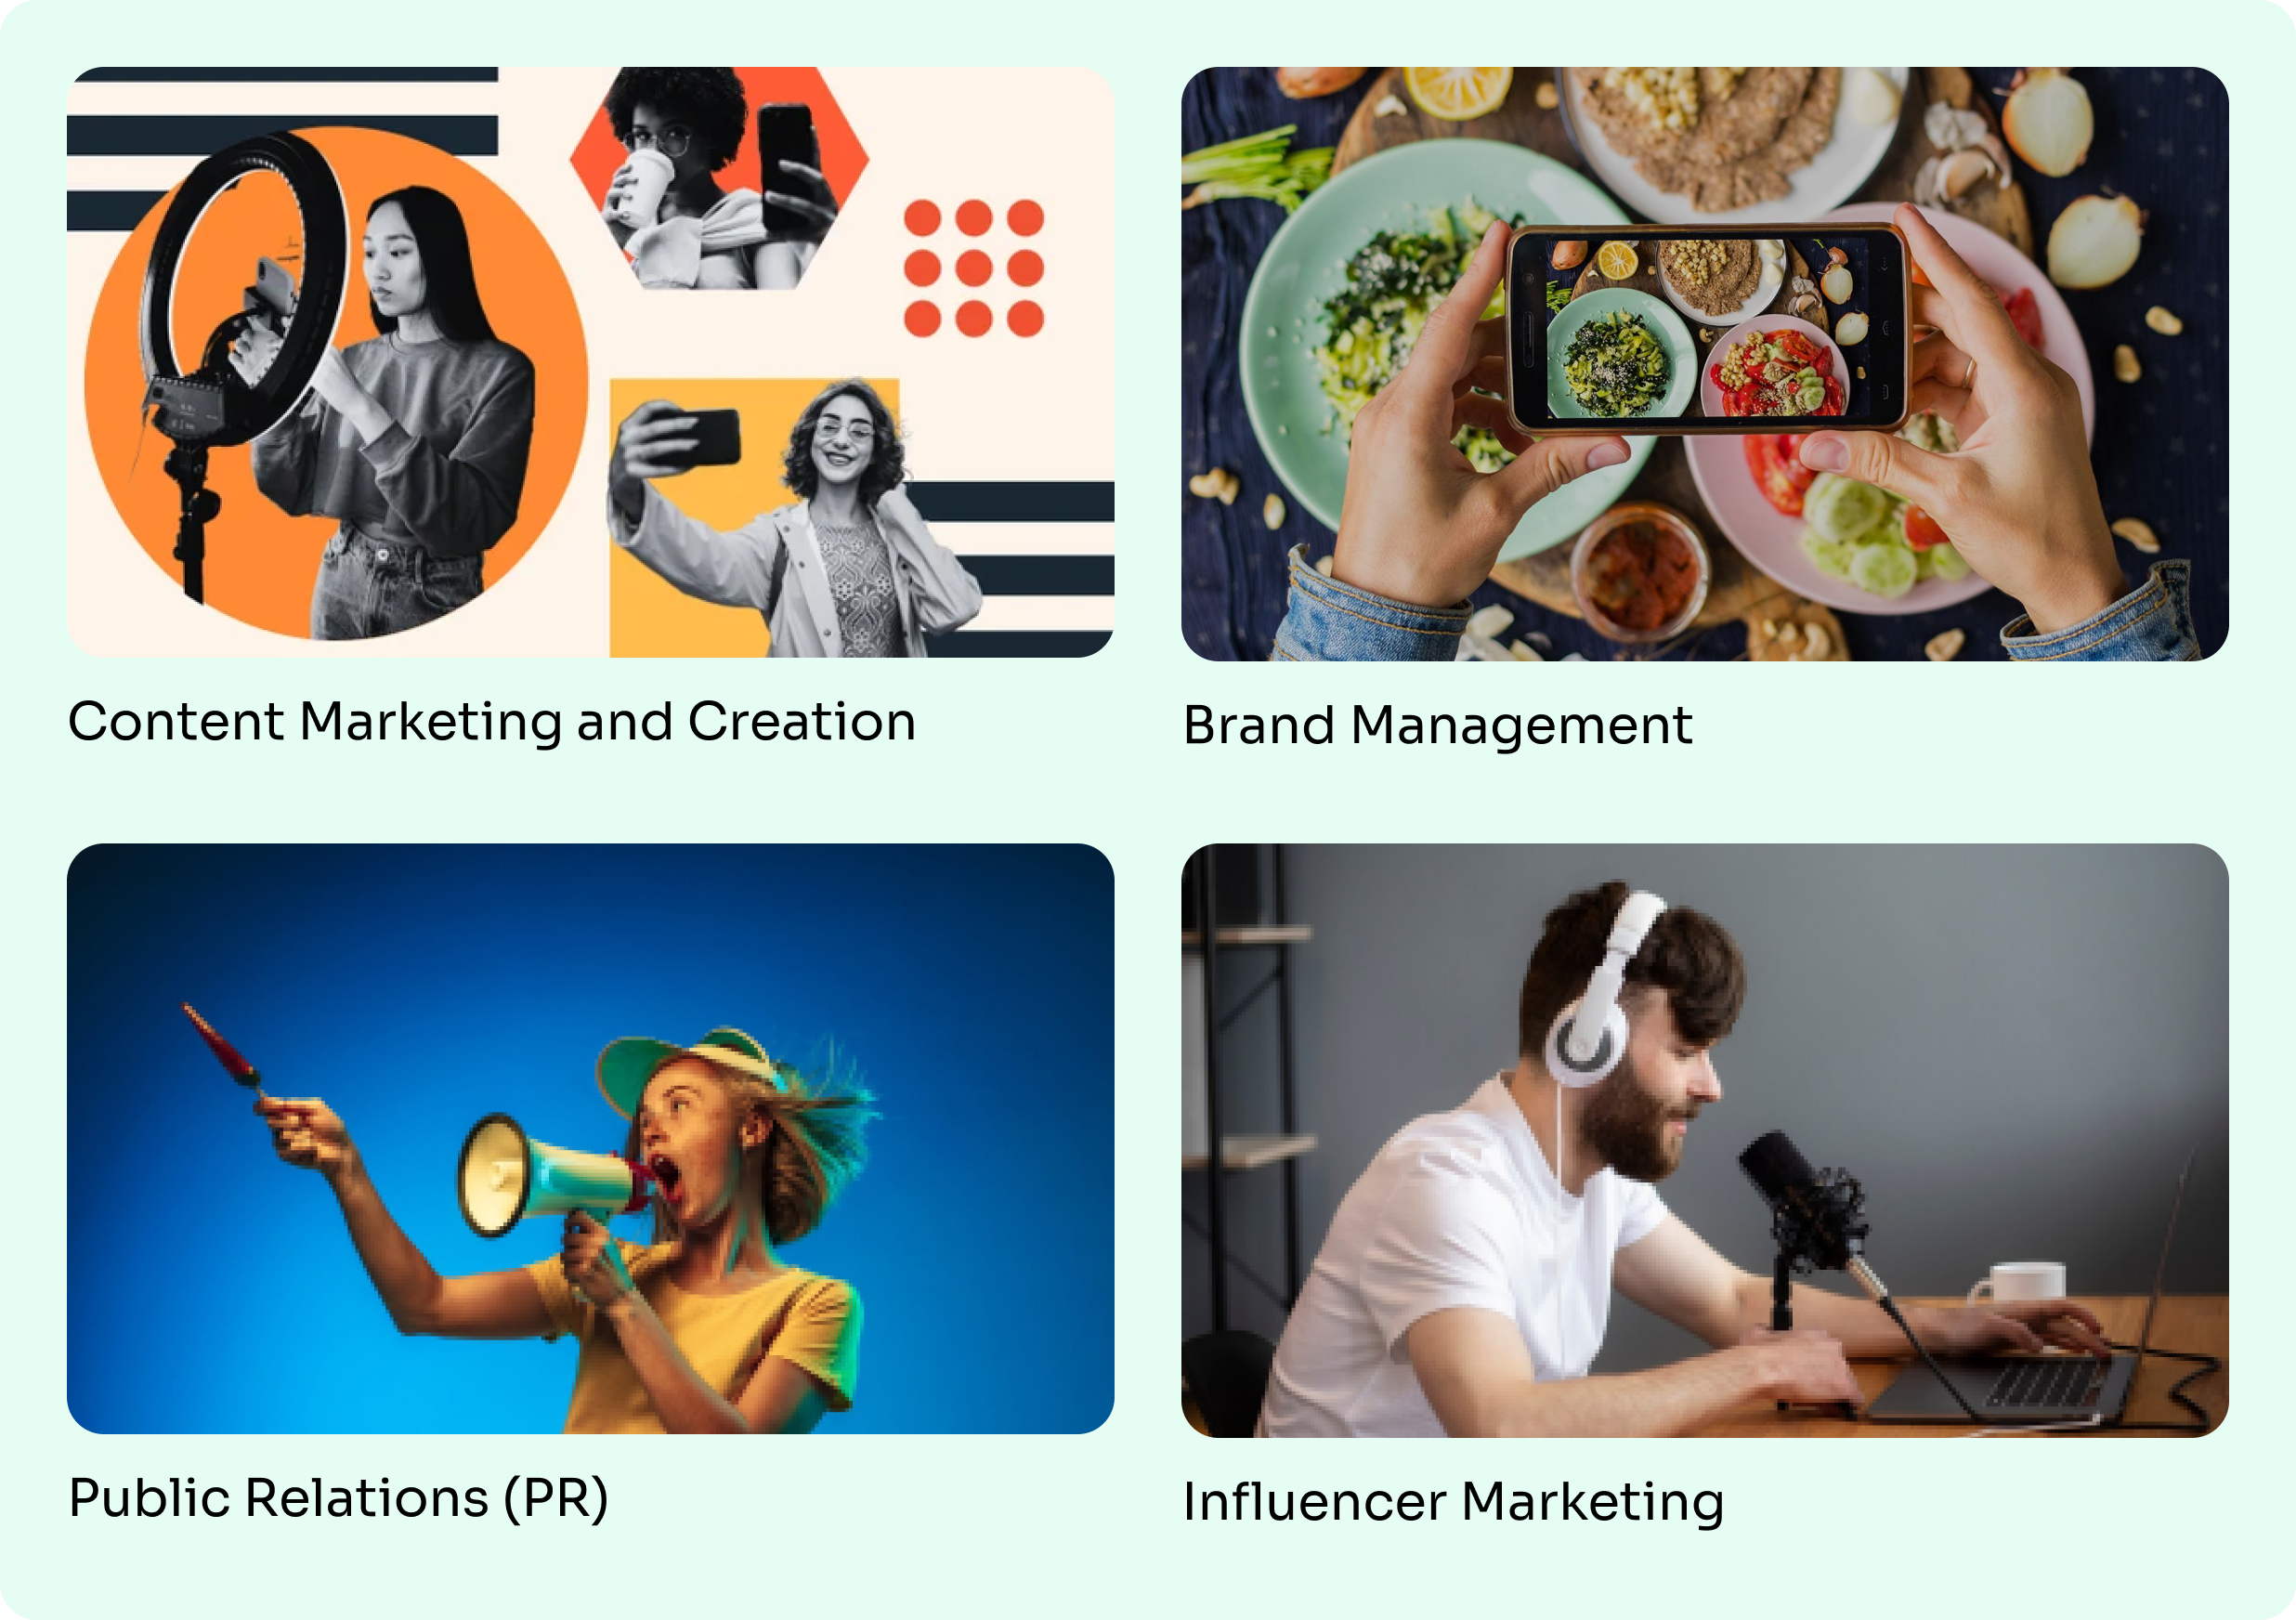 Content Marketing and Creation
Brand Management
Public Relations (PR)
Influencer Marketing